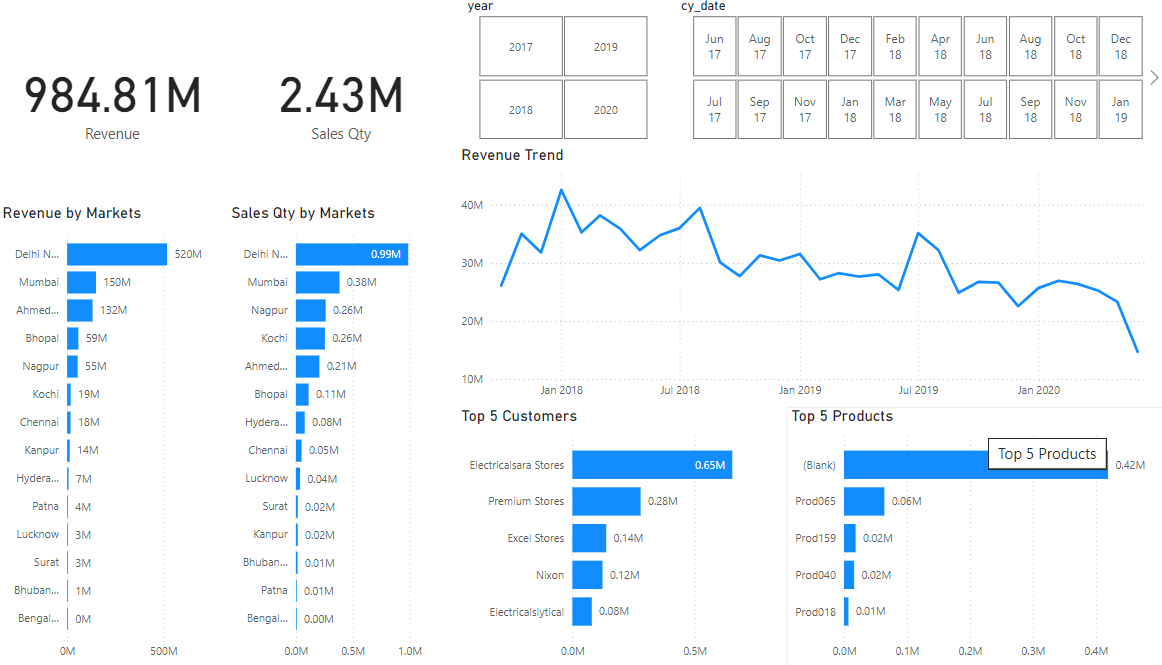 year
cy_date
2017
2019
2018
2020
Jun 17
Aug 17
Oct 17
Dec 17
Feb 18
Apr 18
Jun 18
Aug 18
Oct 18
Dec 18
Jul 17
Sep 17
Nov 17
Jan 18
Mar 18
May 18
Jul 18
Sep 18
Nov 18
Jan 19
984.81M
Revenue
2.43M
Sales Qty
Revenue Trend
40M
30M
20M
10M
Jan 2018
Jul 2018
Jan 2019
Jul 2019
Jan 2020
Revenue by Markets
Delhi N... 520M
Mumbai 150M
Ahmed... 132M
Bhopal 59M
Nagpur 55M
Kochi 19M
Chennai 18M
Kanpur 14M
Hydera... 7M
Patna 4M
Lucknow 3M
Surat 3M
Bhuban... 1M
Bengal... 0M
0M 500M
Sales Qty by Markets
Delhi N... 0.99M
Mumbai 0.38M
Nagpur 0.26M
Kochi 0.26M
Ahmed... 0.21M
Bhopal 0.11M
Hydera... 0.08M
Chennai 0.05M
Lucknow 0.04M
Surat 0.02M
Kanpur 0.02M
Bhuban... 0.01M
Patna 0.01M
Bengal... 0.00M
0.0M 0.5M 1.0M
Top 5 Customers
Electricalsara Stores 0.65M
Premium Stores 0.28M
Excel Stores 0.14M
Nixon 0.12M
Electricalslytical 0.08M
0.0M 0.5M
Top 5 Products
Top 5 Products
(Blank) 0.42M
Prod065 0.06M
Prod159 0.02M
Prod040 0.02M
Prod018 0.01M
0.0M 0.1M 0.2M 0.3M 0.4M